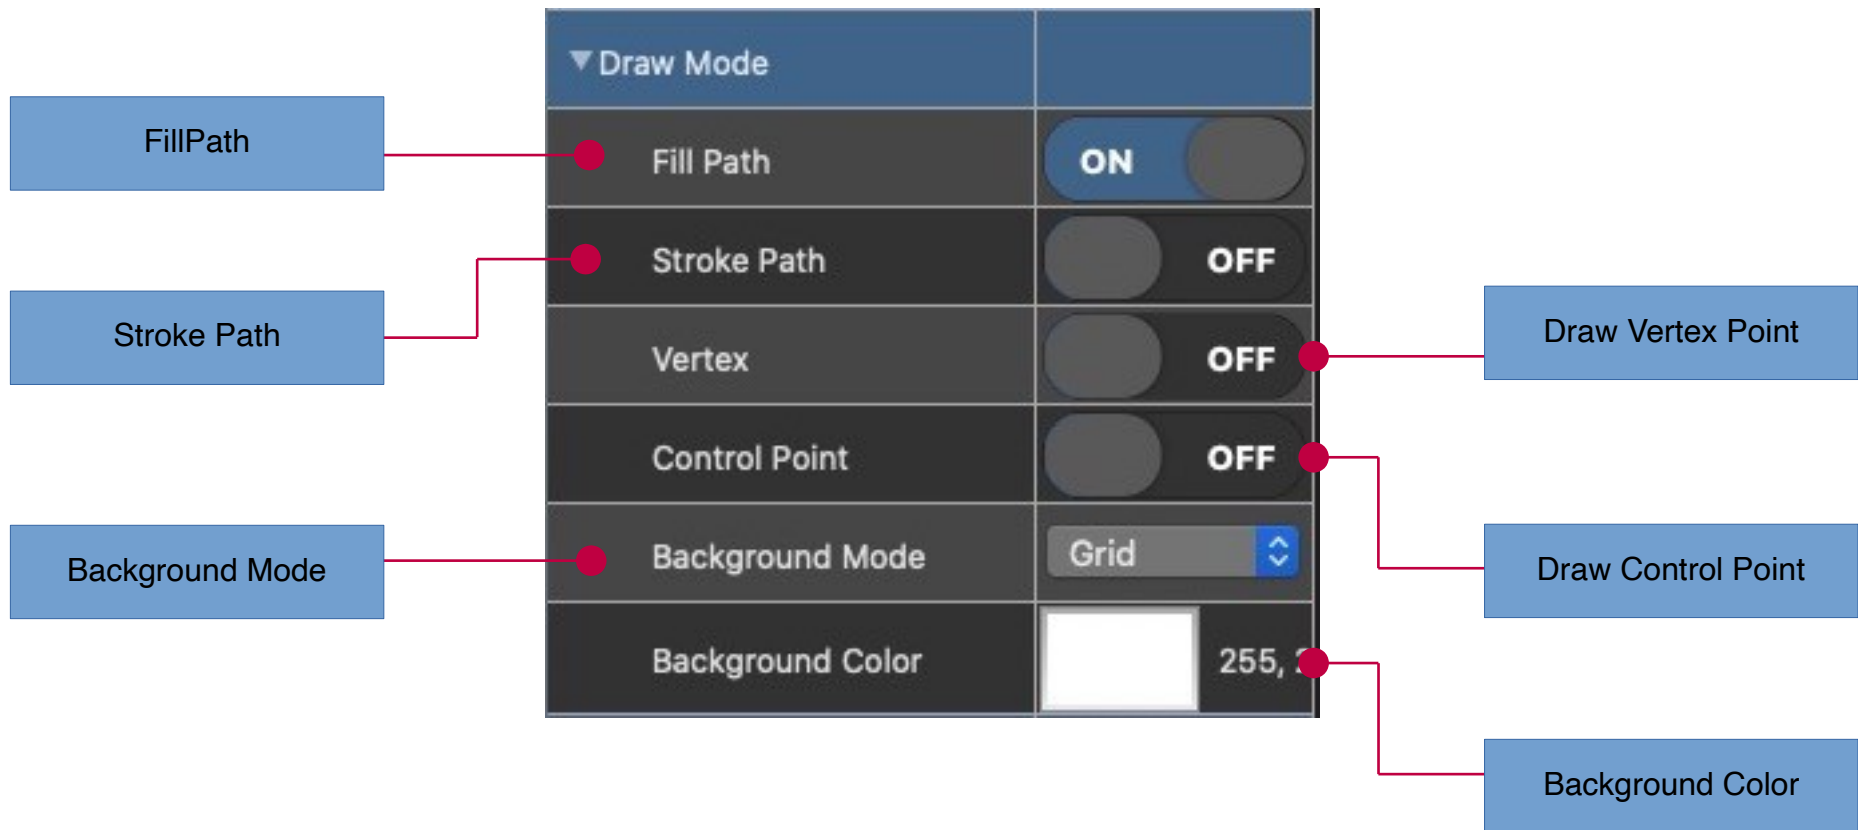 Draw Mode
FillPath
Fill Path
ON
Stroke Path
OFF
Stroke Path
Vertex
OFF
Draw Vertex Point
Control Point
OFF
Background Mode
Background Mode
Grid
Draw Control Point
Background Color
255,
Background Color